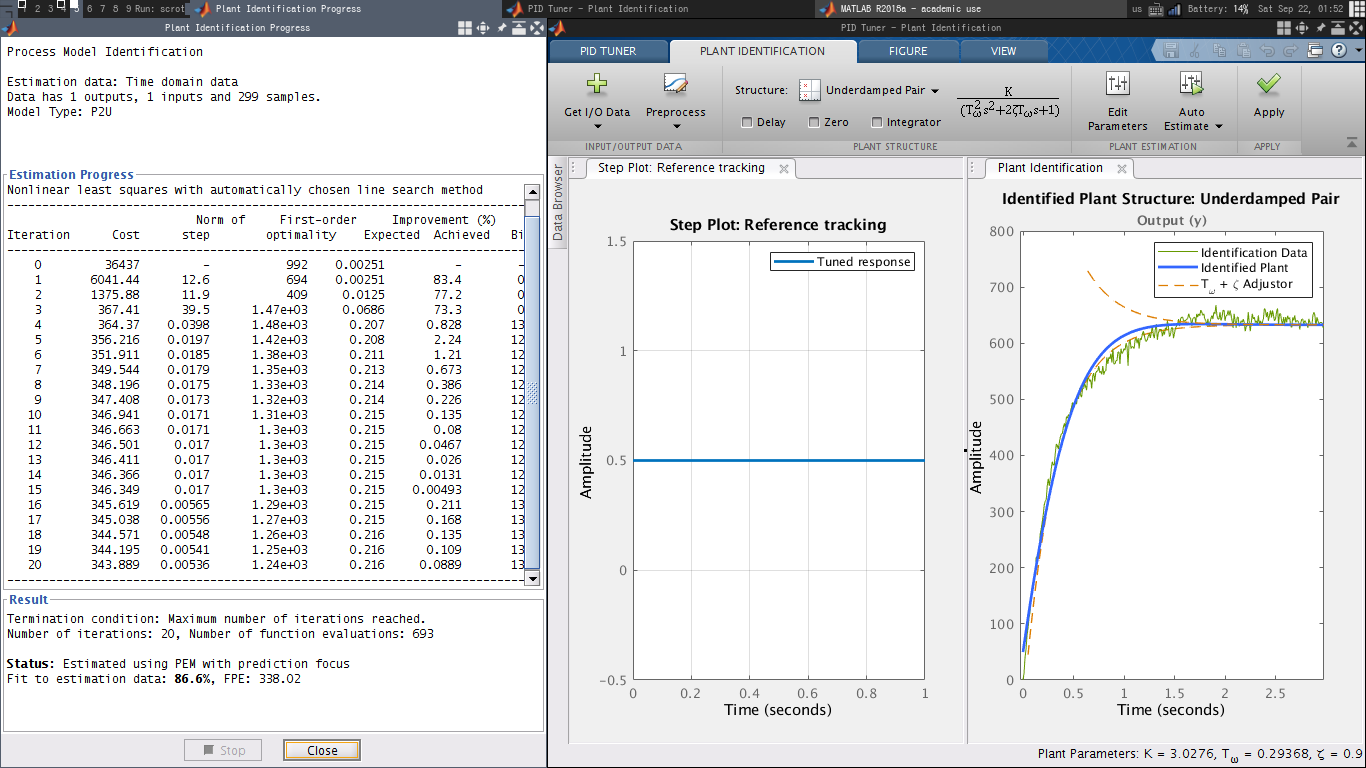 1 2 3 4 5 6 7 8 9 Run: scrot Plant Identification Progress PID Tuner - Plant Identification MATLAB R2015a - academic use us Battery: 14% Sat Sep 22, 01:52
Plant Identification Progress
Process Model Identification
Estimation data: Time domain data
Data has 1 outputs, 1 inputs and 299 samples.
Model Type: P2U
Estimation Progress
Nonlinear least squares with automatically chosen line search method
Norm of First-order Improvement (%)
Iteration Cost step optimality Expected Achieved Bi
0 36437 – 992 0.00251 – –
1 6041.44 12.6 694 0.00251 83.4 0
2 1375.88 11.9 409 0.0125 77.2 0
3 367.41 39.5 1.47e+03 0.0686 73.3 0
4 364.37 0.0398 1.48e+03 0.207 0.828 13
5 356.216 0.0197 1.42e+03 0.208 2.24 12
6 351.911 0.0185 1.38e+03 0.211 1.21 12
7 349.544 0.0179 1.35e+03 0.213 0.673 12
8 348.196 0.0175 1.33e+03 0.214 0.386 12
9 347.408 0.0173 1.32e+03 0.214 0.226 12
10 346.941 0.0171 1.31e+03 0.215 0.135 12
11 346.663 0.0171 1.3e+03 0.215 0.08 12
12 346.501 0.017 1.3e+03 0.215 0.0467 12
13 346.411 0.017 1.3e+03 0.215 0.026 12
14 346.366 0.017 1.3e+03 0.215 0.0131 12
15 346.349 0.017 1.3e+03 0.215 0.00493 12
16 345.619 0.00565 1.29e+03 0.215 0.211 13
17 345.038 0.00556 1.27e+03 0.215 0.168 13
18 344.571 0.00548 1.26e+03 0.216 0.135 13
19 344.195 0.00541 1.25e+03 0.216 0.109 13
20 343.889 0.00536 1.24e+03 0.216 0.0889 13
Result
Termination condition: Maximum number of iterations reached.
Number of iterations: 20, Number of function evaluations: 693
Status: Estimated using PEM with prediction focus
Fit to estimation data: 86.6%, FPE: 338.02
Stop Close
PID Tuner - Plant Identification
PID TUNER PLANT IDENTIFICATION FIGURE VIEW
Get I/O Data
Preprocess
INPUT/OUTPUT DATA
Structure: Underdamped Pair
Delay Zero Integrator
K
(Tω²s²+2ζTωs+1)
PLANT STRUCTURE
Edit
Parameters
Auto
Estimate
PLANT ESTIMATION
Apply
APPLY
Data Browser
Step Plot: Reference tracking
Step Plot: Reference tracking
Tuned response
1.5
1
0.5
0
−0.5
0 0.2 0.4 0.6 0.8 1
Amplitude
Time (seconds)
Plant Identification
Identified Plant Structure: Underdamped Pair
Output (y)
Identification Data
Identified Plant
Tω + ζ Adjustor
800
700
600
500
400
300
200
100
0
0 0.5 1 1.5 2 2.5
Amplitude
Time (seconds)
Plant Parameters: K = 3.0276, Tω = 0.29368, ζ = 0.9